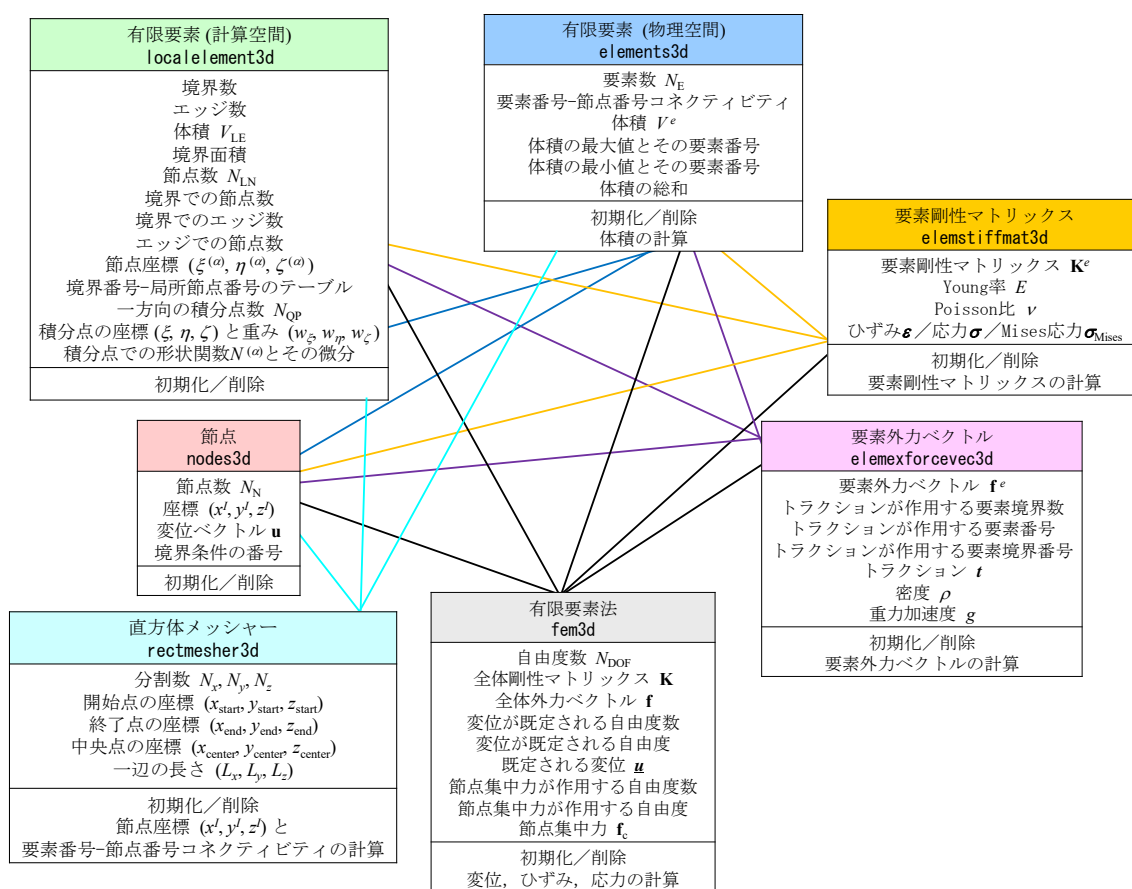 有限要素 (計算空間)
localelement3d
境界数
エッジ数
体積 V_LE
境界面積
節点数 N_LN
境界での節点数
境界でのエッジ数
エッジでの節点数
節点座標 (ξ^(α), η^(α), ζ^(α))
境界番号−局所節点番号のテーブル
一方向の積分点数 N_QP
積分点の座標 (ξ, η, ζ) と重み (w_ξ, w_η, w_ζ)
積分点での形状関数N^(α)とその微分
初期化／削除
有限要素 (物理空間)
elements3d
要素数 N_E
要素番号−節点番号コネクティビティ
体積 V^e
体積の最大値とその要素番号
体積の最小値とその要素番号
体積の総和
初期化／削除
体積の計算
要素剛性マトリックス
elemstiffmat3d
要素剛性マトリックス K^e
Young率 E
Poisson比 ν
ひずみε／応力σ／Mises応力σ_Mises
初期化／削除
要素剛性マトリックスの計算
節点
nodes3d
節点数 N_N
座標 (x^I, y^I, z^I)
変位ベクトル u
境界条件の番号
初期化／削除
要素外力ベクトル
elemexforcevec3d
要素外力ベクトル f^e
トラクションが作用する要素境界数
トラクションが作用する要素番号
トラクションが作用する要素境界番号
トラクション t
密度 ρ
重力加速度 g
初期化／削除
要素外力ベクトルの計算
直方体メッシャー
rectmesher3d
分割数 N_x, N_y, N_z
開始点の座標 (x_start, y_start, z_start)
終了点の座標 (x_end, y_end, z_end)
中央点の座標 (x_center, y_center, z_center)
一辺の長さ (L_x, L_y, L_z)
初期化／削除
節点座標 (x^I, y^I, z^I) と
要素番号−節点番号コネクティビティの計算
有限要素法
fem3d
自由度数 N_DOF
全体剛性マトリックス K
全体外力ベクトル f
変位が既定される自由度数
変位が既定される自由度
既定される変位 u
節点集中力が作用する自由度数
節点集中力が作用する自由度
節点集中力 f_c
初期化／削除
変位，ひずみ，応力の計算